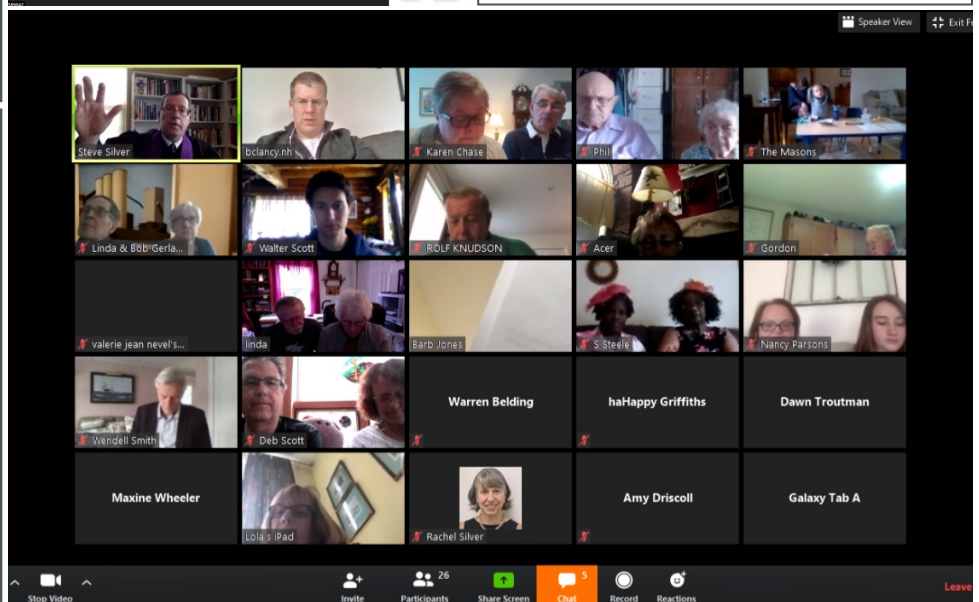 Speaker View
Exit Fu
Steve Silver
bclancy.nh
Karen Chase
Phil
The Masons
Linda & Bob Gerla...
Walter Scott
ROLF KNUDSON
Acer
Gordon
valerie jean nevel's...
linda
Barb Jones
S Steele
Nancy Parsons
Wendell Smith
Deb Scott
Warren Belding
haHappy Griffiths
Dawn Troutman
Maxine Wheeler
Lola's iPad
Rachel Silver
Amy Driscoll
Galaxy Tab A
Stop Video
Invite
26
Participants
Share Screen
5
Chat
Record
Reactions
Leave